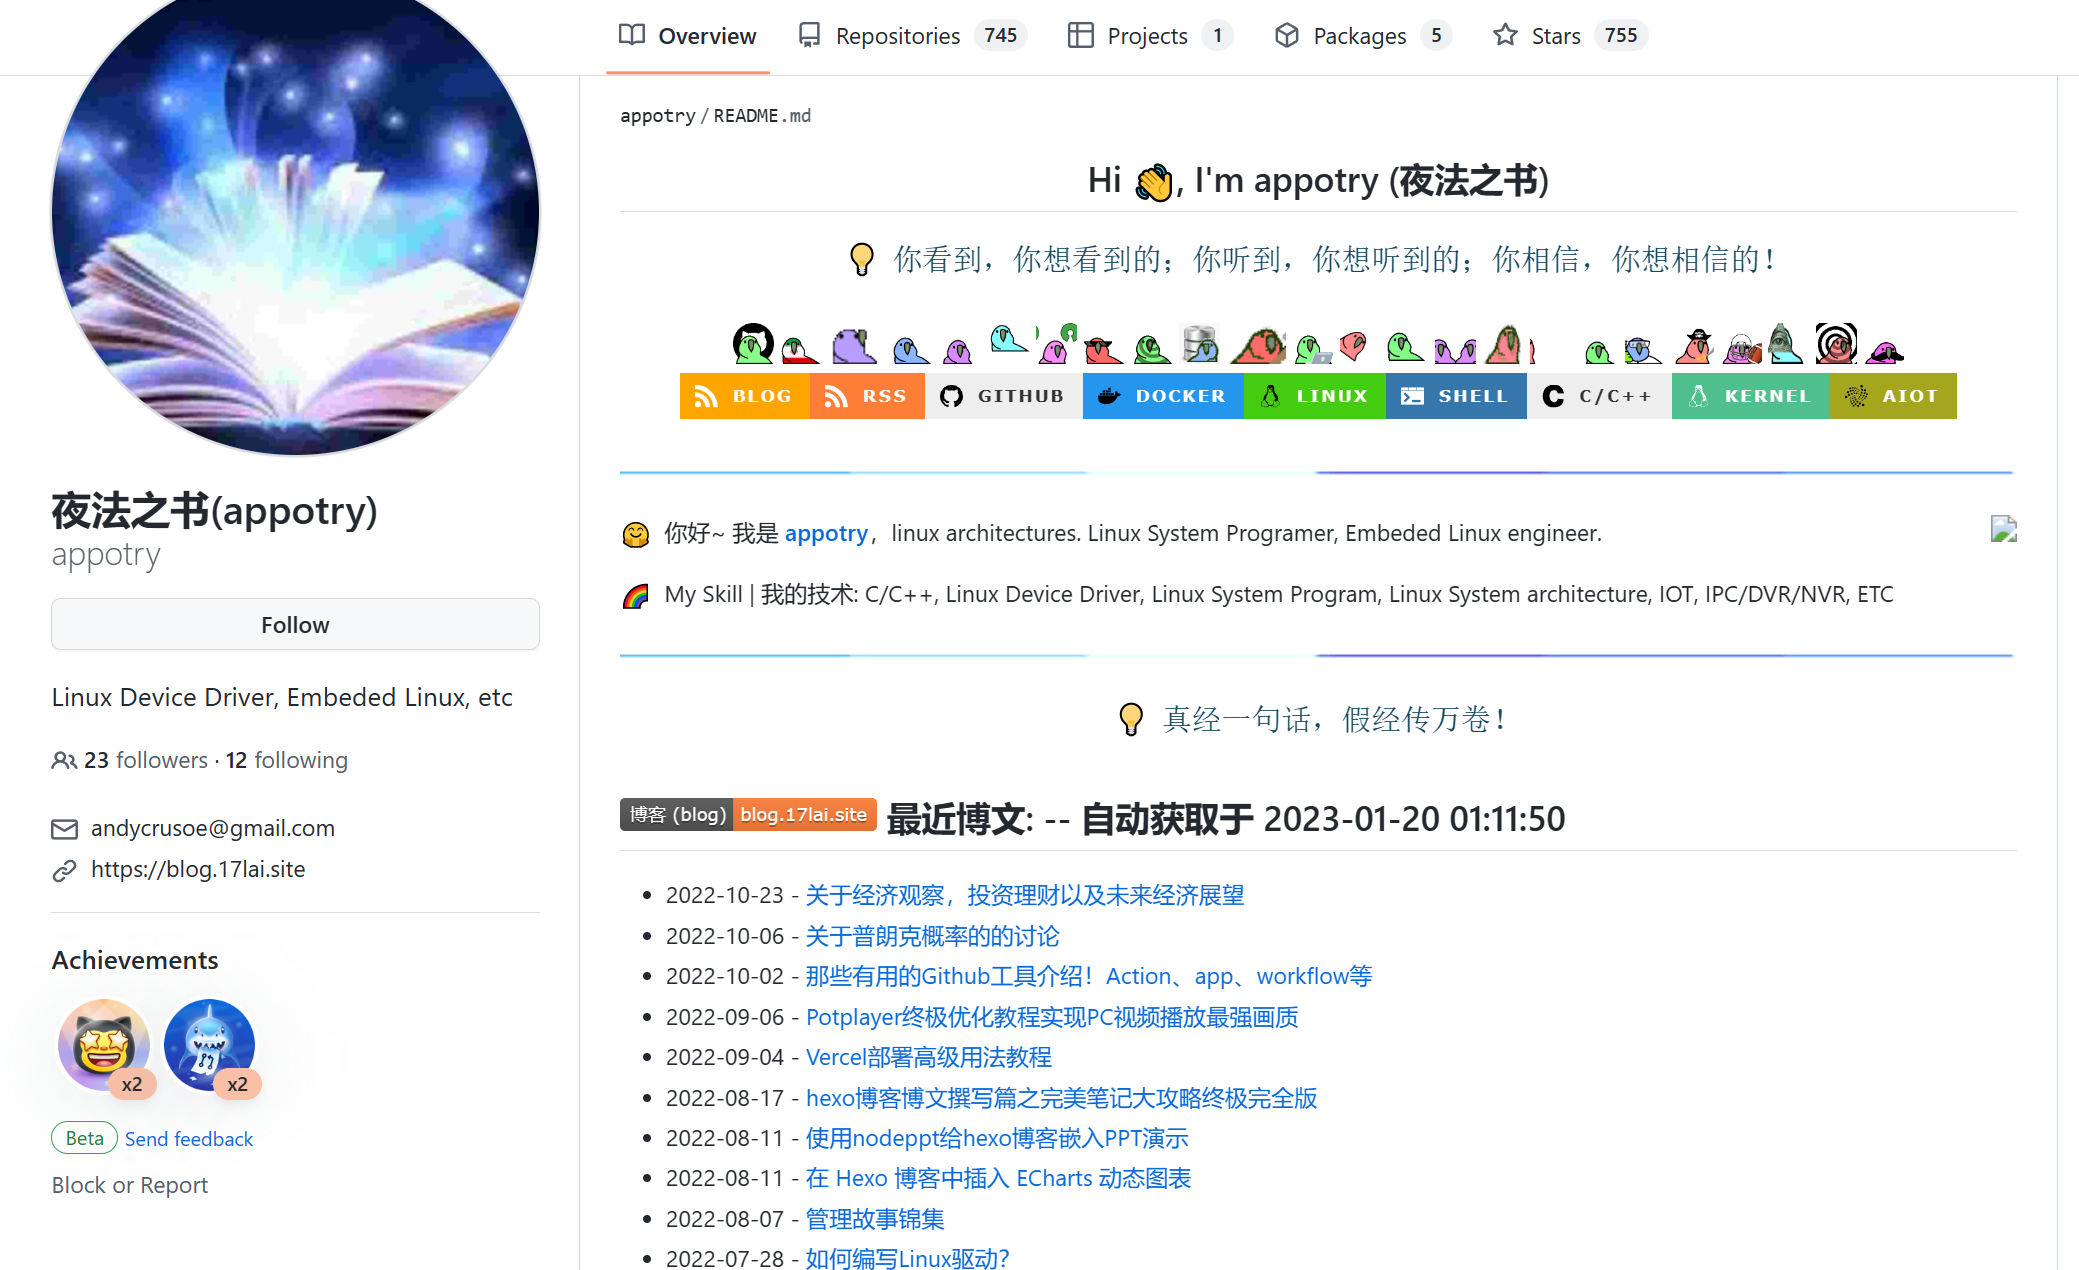 Overview
Repositories 745
Projects 1
Packages 5
Stars 755
夜法之书(appotry)
appotry
Follow
Linux Device Driver, Embeded Linux, etc
23 followers · 12 following
andycrusoe@gmail.com
https://blog.17lai.site
Achievements
x2
x2
Beta Send feedback
Block or Report
appotry / README.md
Hi 👋, I'm appotry (夜法之书)
💡 你看到，你想看到的；你听到，你想听到的；你相信，你想相信的！
BLOG RSS GITHUB DOCKER LINUX SHELL C/C++ KERNEL AIOT
🤗 你好~ 我是 appotry，linux architectures. Linux System Programer, Embeded Linux engineer.
🌈 My Skill | 我的技术: C/C++, Linux Device Driver, Linux System Program, Linux System architecture, IOT, IPC/DVR/NVR, ETC
💡 真经一句话，假经传万卷！
博客 (blog) blog.17lai.site 最近博文: -- 自动获取于 2023-01-20 01:11:50
2022-10-23 - 关于经济观察，投资理财以及未来经济展望
2022-10-06 - 关于普朗克概率的的讨论
2022-10-02 - 那些有用的Github工具介绍！Action、app、workflow等
2022-09-06 - Potplayer终极优化教程实现PC视频播放最强画质
2022-09-04 - Vercel部署高级用法教程
2022-08-17 - hexo博客博文撰写篇之完美笔记大攻略终极完全版
2022-08-11 - 使用nodeppt给hexo博客嵌入PPT演示
2022-08-11 - 在 Hexo 博客中插入 ECharts 动态图表
2022-08-07 - 管理故事锦集
2022-07-28 - 如何编写Linux驱动？